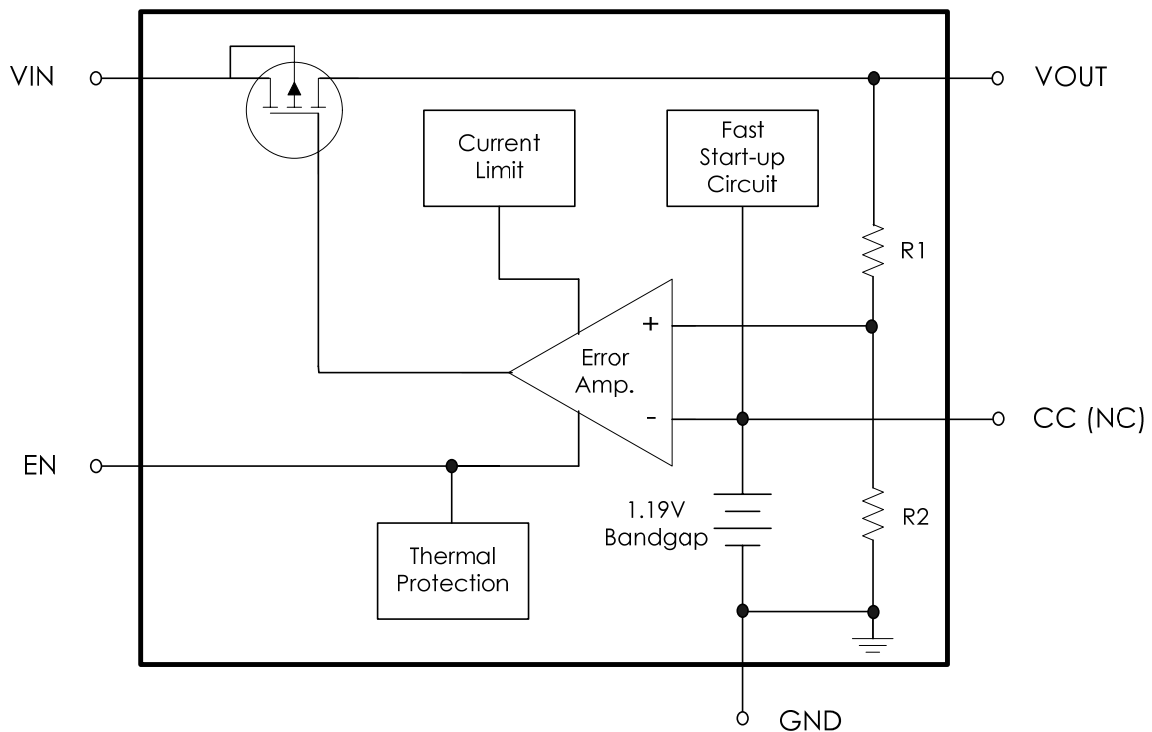 VIN
VOUT
Current
Limit
Fast
Start-up
Circuit
R1
+
Error
Amp.
-
CC (NC)
EN
1.19V
Bandgap
R2
Thermal
Protection
GND